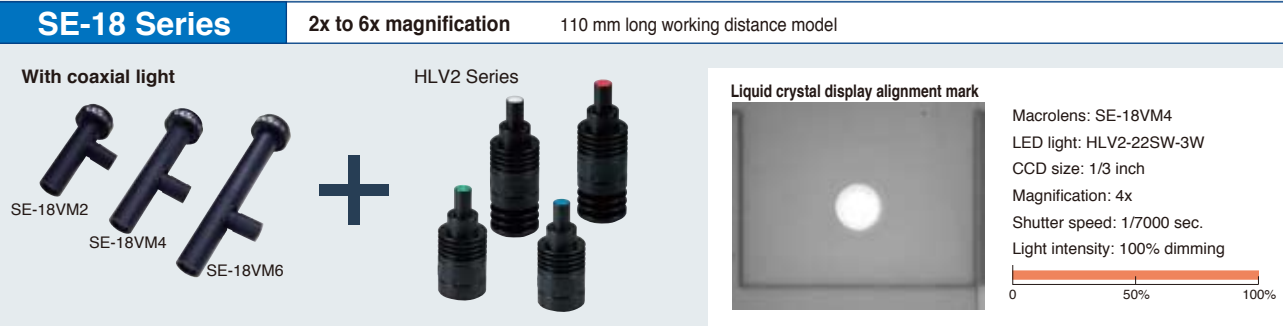 SE-18 Series
2x to 6x magnification
110 mm long working distance model
With coaxial light
HLV2 Series
SE-18VM2
SE-18VM4
SE-18VM6
Liquid crystal display alignment mark
Macrolens: SE-18VM4
LED light: HLV2-22SW-3W
CCD size: 1/3 inch
Magnification: 4x
Shutter speed: 1/7000 sec.
Light intensity: 100% dimming
0 50% 100%